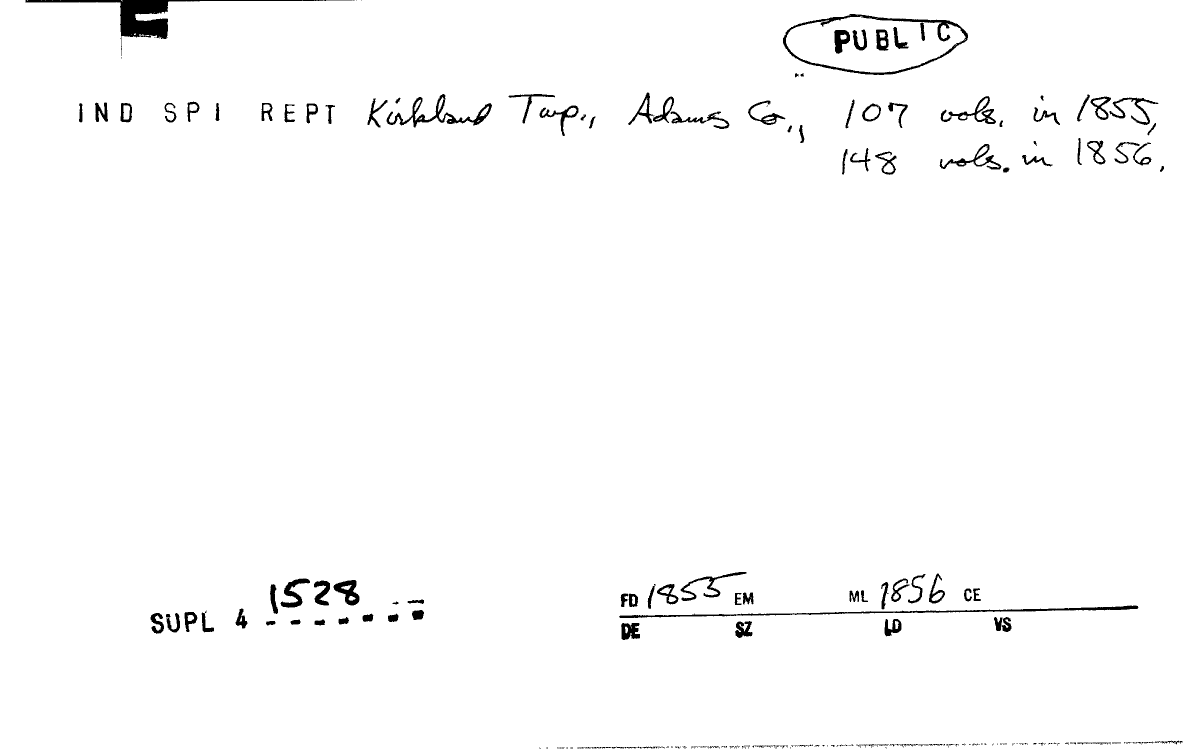 PUBLIC
IND SPI REPT Kirkland Twp., Adams Co., 107 vols. in 1855,
148 vols. in 1856.
SUPL 4 1528
FD 1855 EM ML 1856 CE
DE SZ LD VS